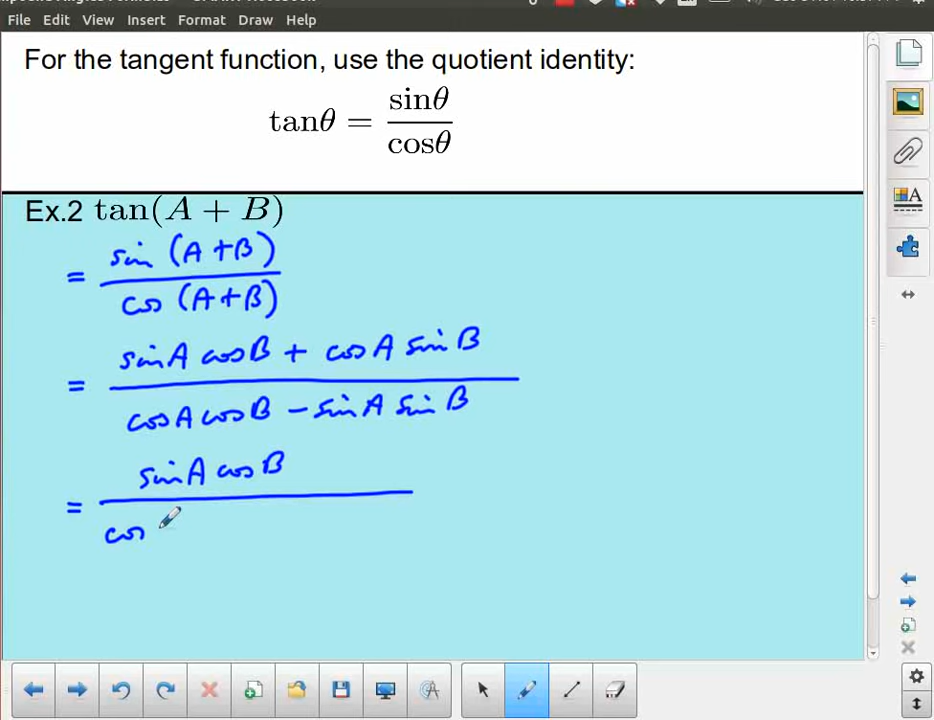 File Edit View Insert Format Draw Help
For the tangent function, use the quotient identity:
tanθ = sinθ/cosθ
Ex.2 tan(A + B)
= sin (A+B)/cos (A+B)
= sinA cosB + cosA sinB/cosA cosB - sinA sinB
= sinA cosB/cos